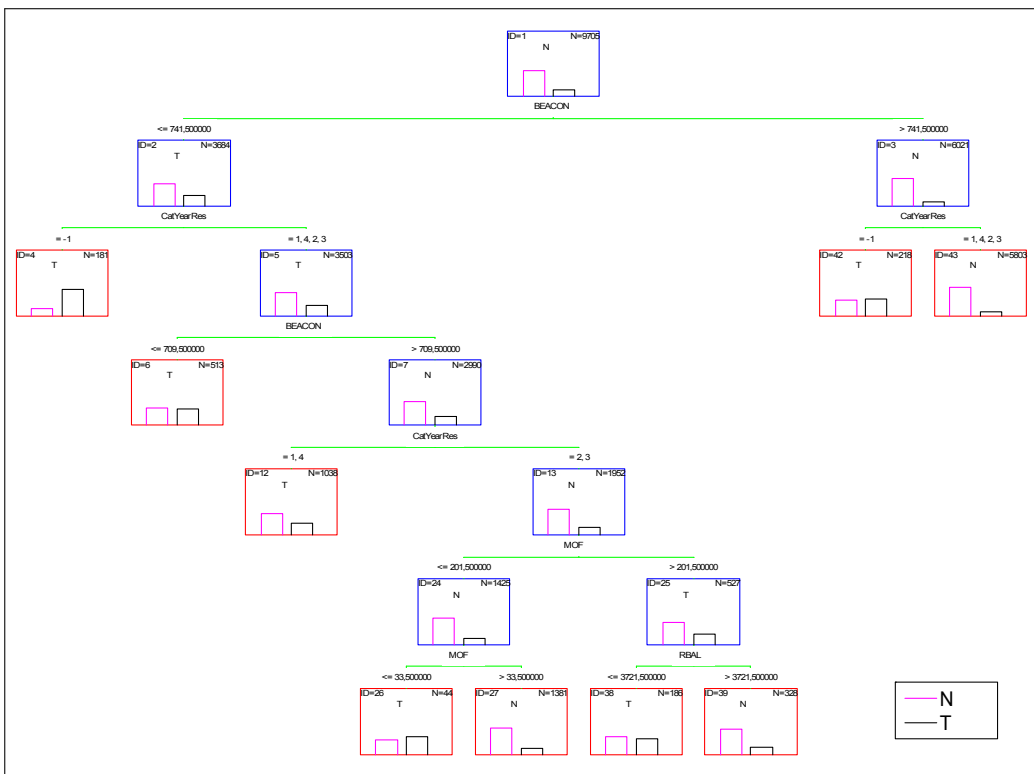 ID=1 N=9705
N
BEACON
<= 741,500000 > 741,500000
ID=2 N=3684 ID=3 N=6021
T N
CatYearRes CatYearRes
= -1 = 1, 4, 2, 3 = -1 = 1, 4, 2, 3
ID=4 N=181 ID=5 N=3503 ID=42 N=218 ID=43 N=5803
T T T N
BEACON
<= 709,500000 > 709,500000
ID=6 N=513 ID=7 N=2990
T N
CatYearRes
= 1, 4 = 2, 3
ID=12 N=1038 ID=13 N=1952
T N
MOF
<= 201,500000 > 201,500000
ID=24 N=1425 ID=25 N=527
N T
MOF RBAL
<= 33,500000 > 33,500000 <= 3721,500000 > 3721,500000
ID=26 N=44 ID=27 N=1381 ID=38 N=186 ID=39 N=328
T N T N
N
T